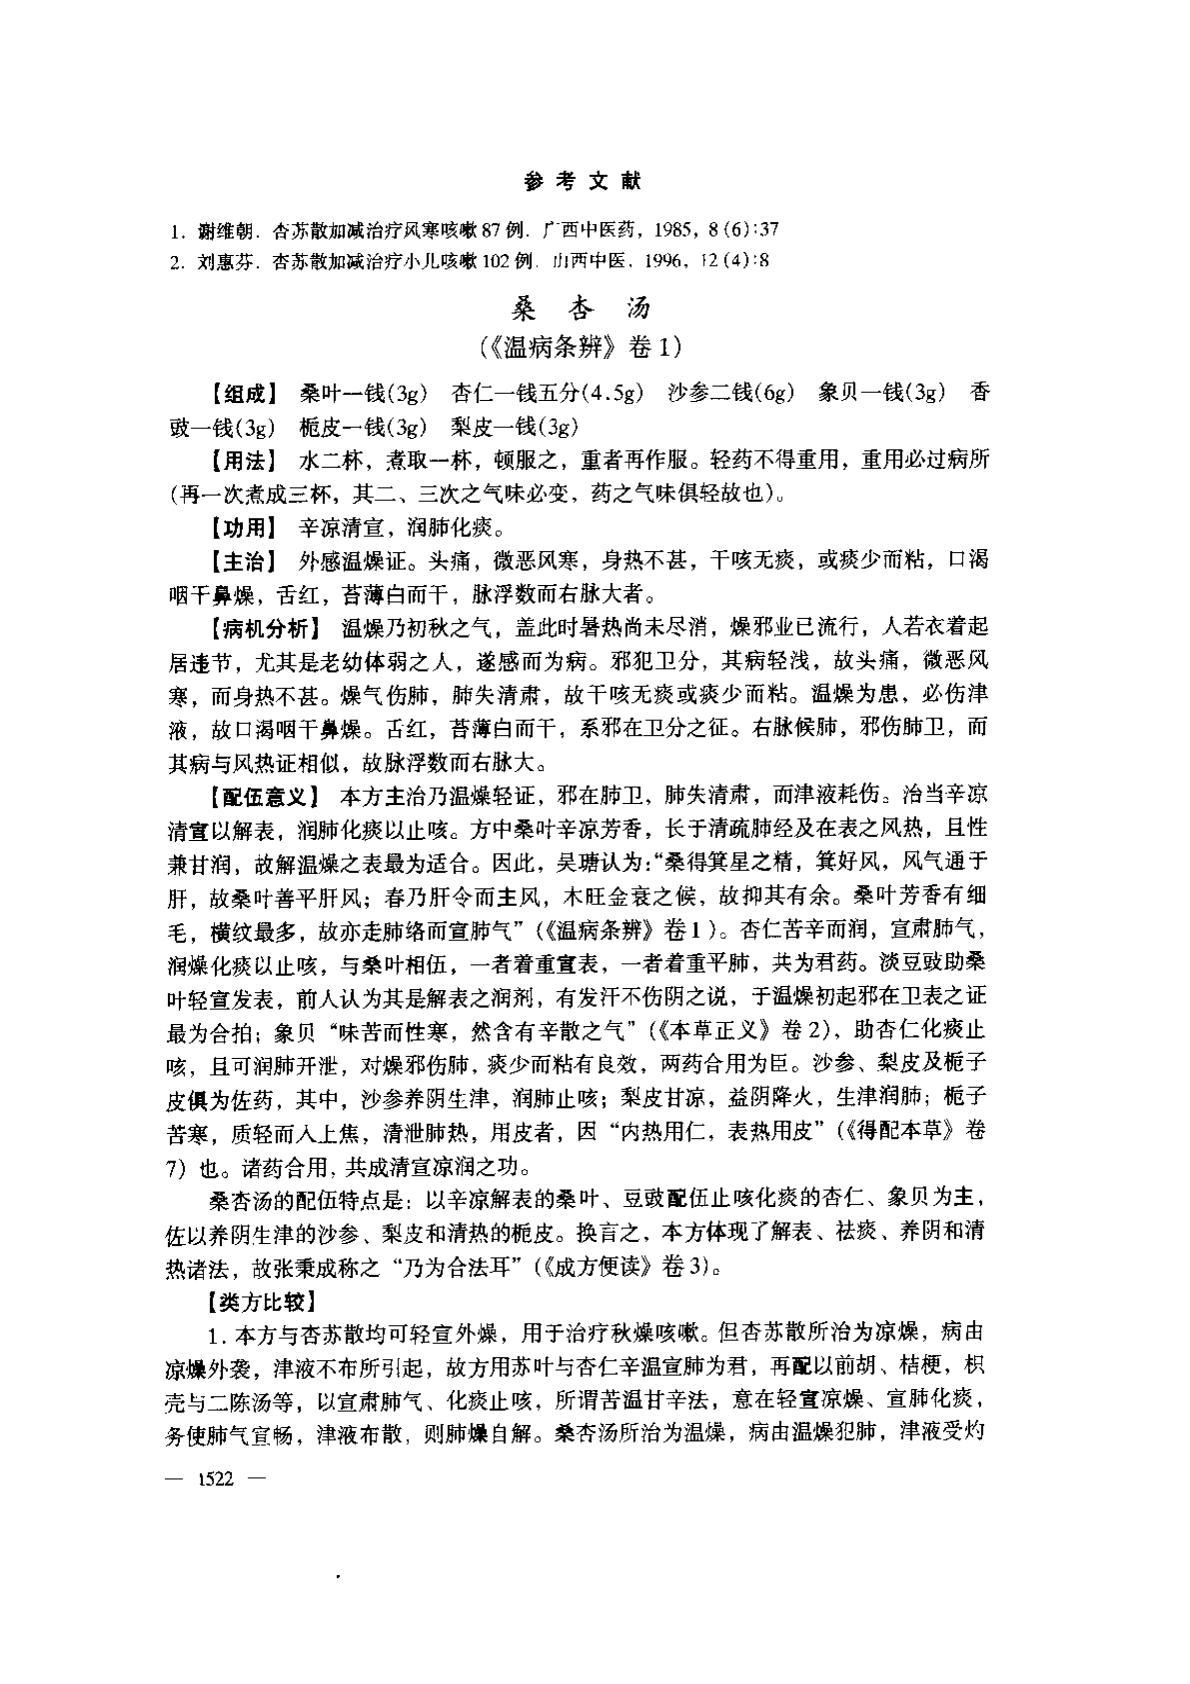 参考文献
1. 谢维朝. 杏苏散加减治疗风寒咳嗽87例. 广西中医药, 1985, 8(6):37
2. 刘惠芬. 杏苏散加减治疗小儿咳嗽102例. 山西中医, 1996, 12(4):8
桑 杏 汤
(《温病条辨》卷1)
【组成】 桑叶一钱(3g) 杏仁一钱五分(4.5g) 沙参二钱(6g) 象贝一钱(3g) 香
豉一钱(3g) 栀皮一钱(3g) 梨皮一钱(3g)
【用法】 水二杯，煮取一杯，顿服之，重者再作服。轻药不得重用，重用必过病所
(再一次煮成三杯，其二、三次之气味必变，药之气味俱轻故也)。
【功用】 辛凉清宣，润肺化痰。
【主治】 外感温燥证。头痛，微恶风寒，身热不甚，干咳无痰，或痰少而粘，口渴
咽干鼻燥，舌红，苔薄白而干，脉浮数而右脉大者。
【病机分析】 温燥乃初秋之气，盖此时暑热尚未尽消，燥邪业已流行，人若衣着起
居违节，尤其是老幼体弱之人，遂感而为病。邪犯卫分，其病轻浅，故头痛，微恶风
寒，而身热不甚。燥气伤肺，肺失清肃，故干咳无痰或痰少而粘。温燥为患，必伤津
液，故口渴咽干鼻燥。舌红，苔薄白而干，系邪在卫分之征。右脉候肺，邪伤肺卫，而
其病与风热证相似，故脉浮数而右脉大。
【配伍意义】 本方主治乃温燥轻证，邪在肺卫，肺失清肃，而津液耗伤。治当辛凉
清宣以解表，润肺化痰以止咳。方中桑叶辛凉芳香，长于清疏肺经及在表之风热，且性
兼甘润，故解温燥之表最为适合。因此，吴瑭认为:“桑得箕星之精，箕好风，风气通于
肝，故桑叶善平肝风；春乃肝令而主风，木旺金衰之候，故抑其有余。桑叶芳香有细
毛，横纹最多，故亦走肺络而宣肺气”(《温病条辨》卷1)。杏仁苦辛而润，宣肃肺气，
润燥化痰以止咳，与桑叶相伍，一者着重宣表，一者着重平肺，共为君药。淡豆豉助桑
叶轻宣发表，前人认为其是解表之润剂，有发汗不伤阴之说，于温燥初起邪在卫表之证
最为合拍；象贝“味苦而性寒，然含有辛散之气”(《本草正义》卷2)，助杏仁化痰止
咳，且可润肺开泄，对燥邪伤肺，痰少而粘有良效，两药合用为臣。沙参、梨皮及栀子
皮俱为佐药，其中，沙参养阴生津，润肺止咳；梨皮甘凉，益阴降火，生津润肺；栀子
苦寒，质轻而入上焦，清泄肺热，用皮者，因“内热用仁，表热用皮”(《得配本草》卷
7) 也。诸药合用，共成清宣凉润之功。
桑杏汤的配伍特点是：以辛凉解表的桑叶、豆豉配伍止咳化痰的杏仁、象贝为主，
佐以养阴生津的沙参、梨皮和清热的栀皮。换言之，本方体现了解表、祛痰、养阴和清
热诸法，故张秉成称之“乃为合法耳”(《成方便读》卷3)。
【类方比较】
1. 本方与杏苏散均可轻宣外燥，用于治疗秋燥咳嗽。但杏苏散所治为凉燥，病由
凉燥外袭，津液不布所引起，故方用苏叶与杏仁辛温宣肺为君，再配以前胡、桔梗，枳
壳与二陈汤等，以宣肃肺气、化痰止咳，所谓苦温甘辛法，意在轻宣凉燥、宣肺化痰，
务使肺气宣畅，津液布散，则肺燥自解。桑杏汤所治为温燥，病由温燥犯肺，津液受灼
— 1522 —